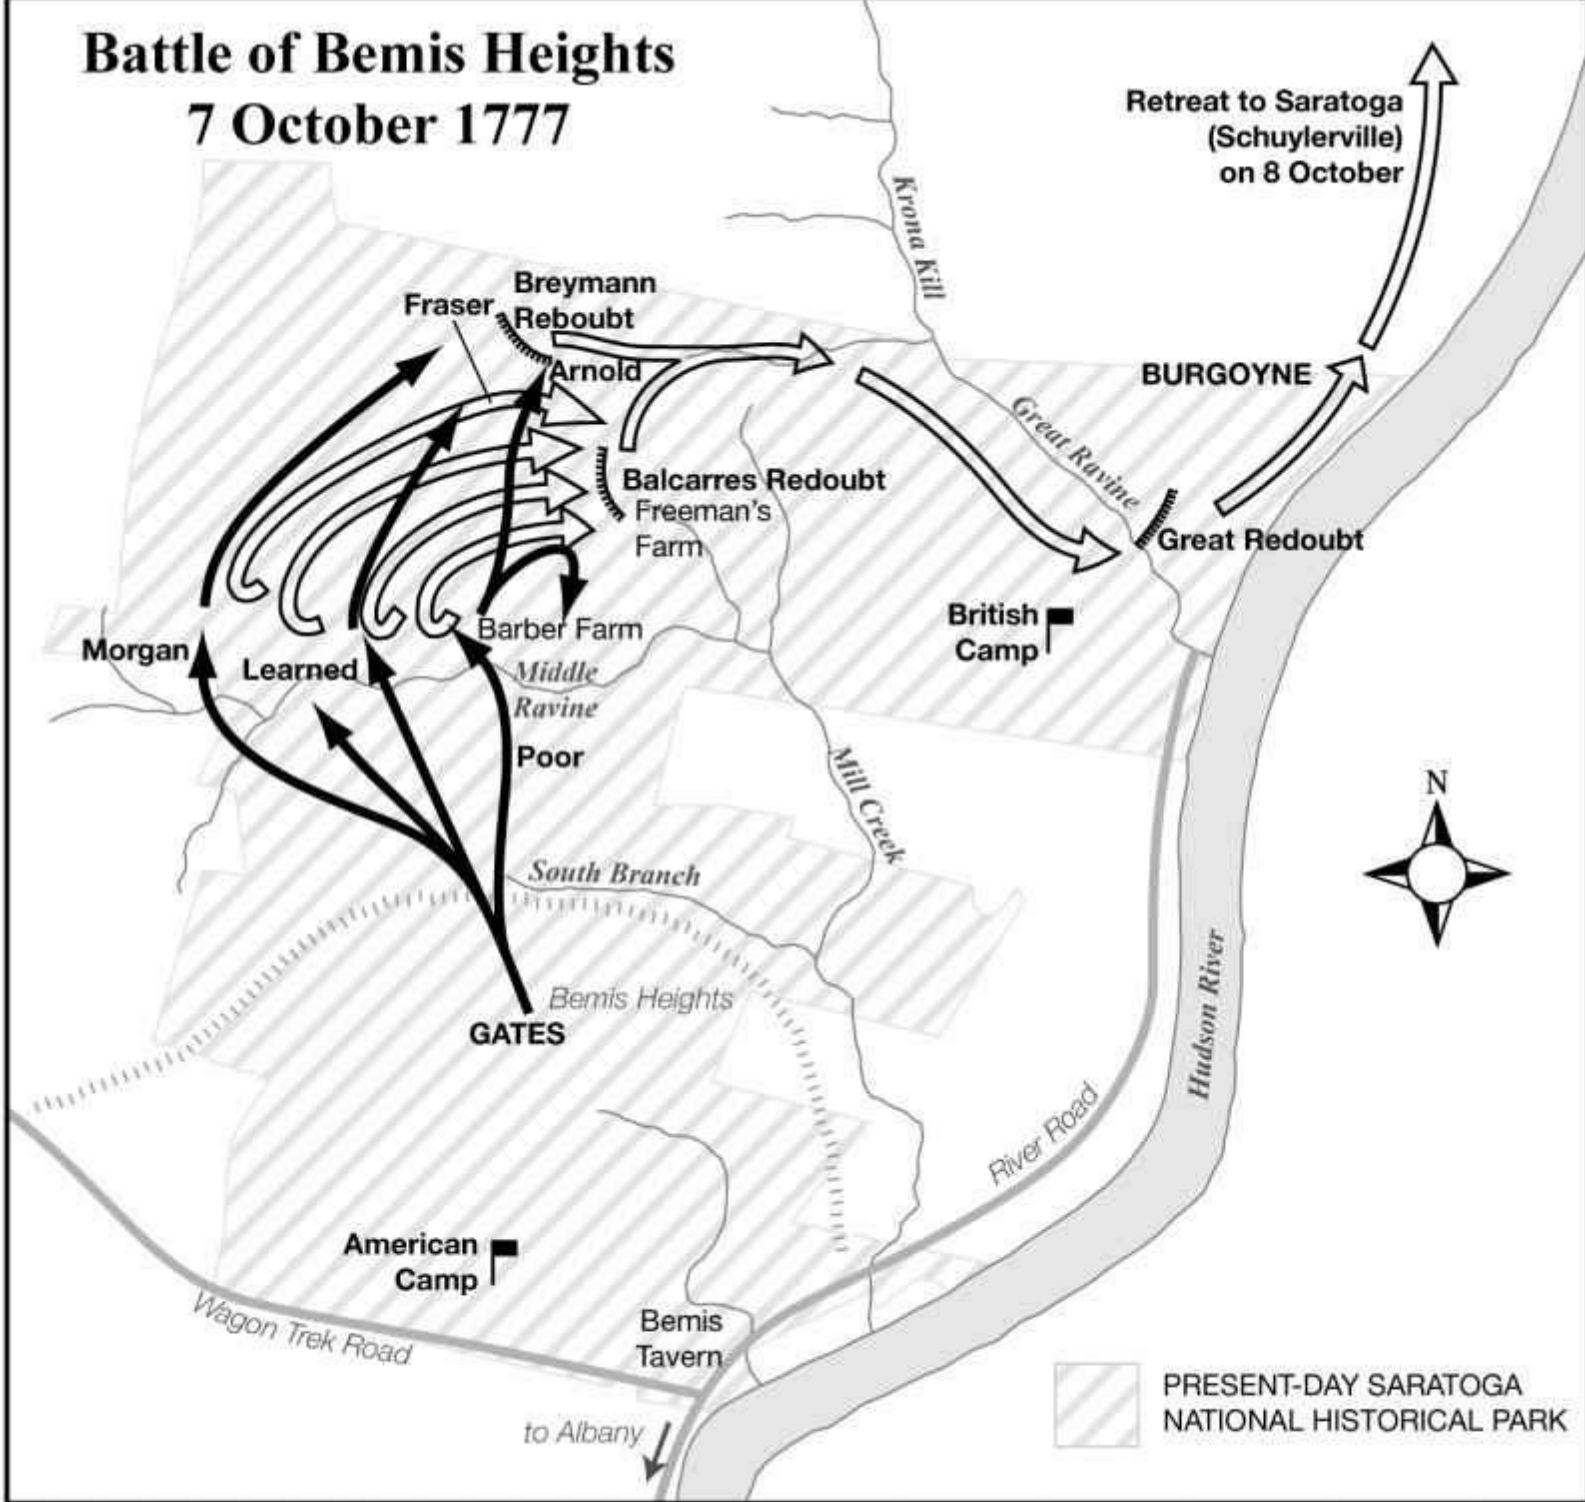 Battle of Bemis Heights
7 October 1777
Retreat to Saratoga
(Schuylerville)
on 8 October
Krona Kill
Breymann
Reboubt
Fraser
Arnold
BURGOYNE
Great Ravine
Balcarres Redoubt
Freeman's
Farm
Great Redoubt
British
Camp
Barber Farm
Morgan
Learned
Middle
Ravine
Poor
Mill Creek
N
South Branch
Bemis Heights
GATES
Hudson River
River Road
American
Camp
Wagon Trek Road
Bemis
Tavern
to Albany
PRESENT-DAY SARATOGA
NATIONAL HISTORICAL PARK